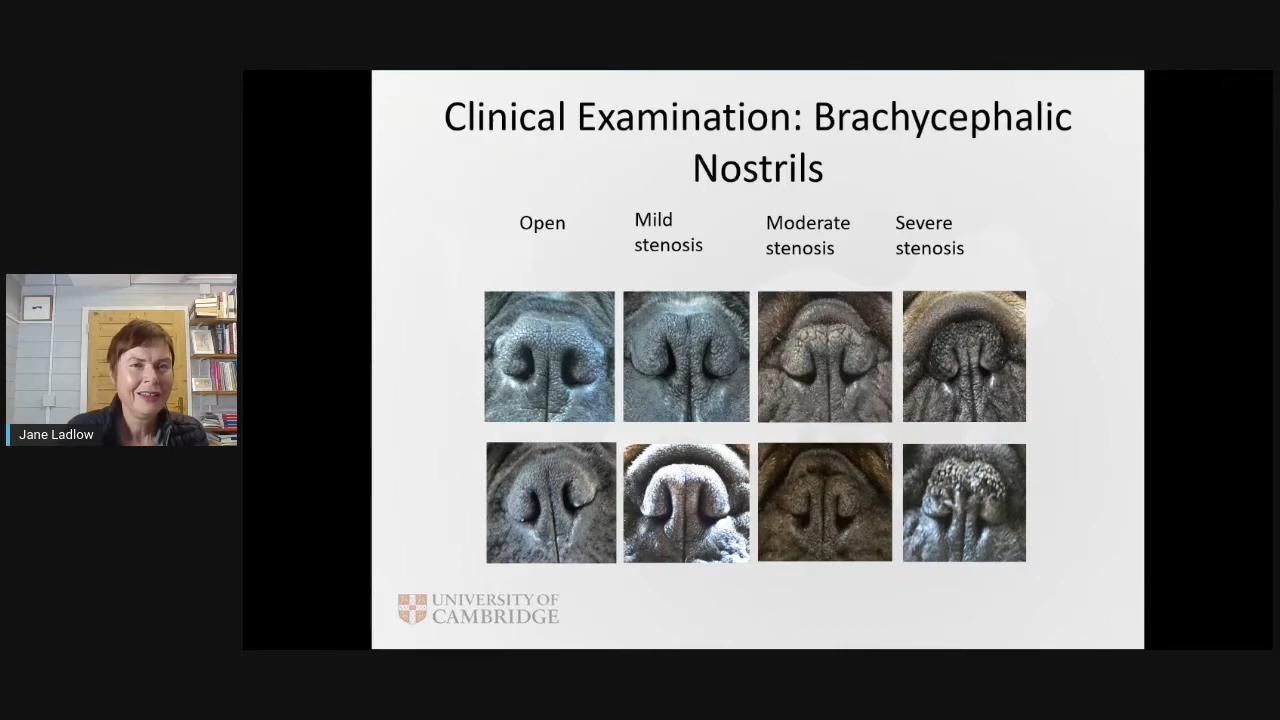 Clinical Examination: Brachycephalic
Nostrils
Open
Mild
stenosis
Moderate
stenosis
Severe
stenosis
Jane Ladlow
UNIVERSITY OF
CAMBRIDGE